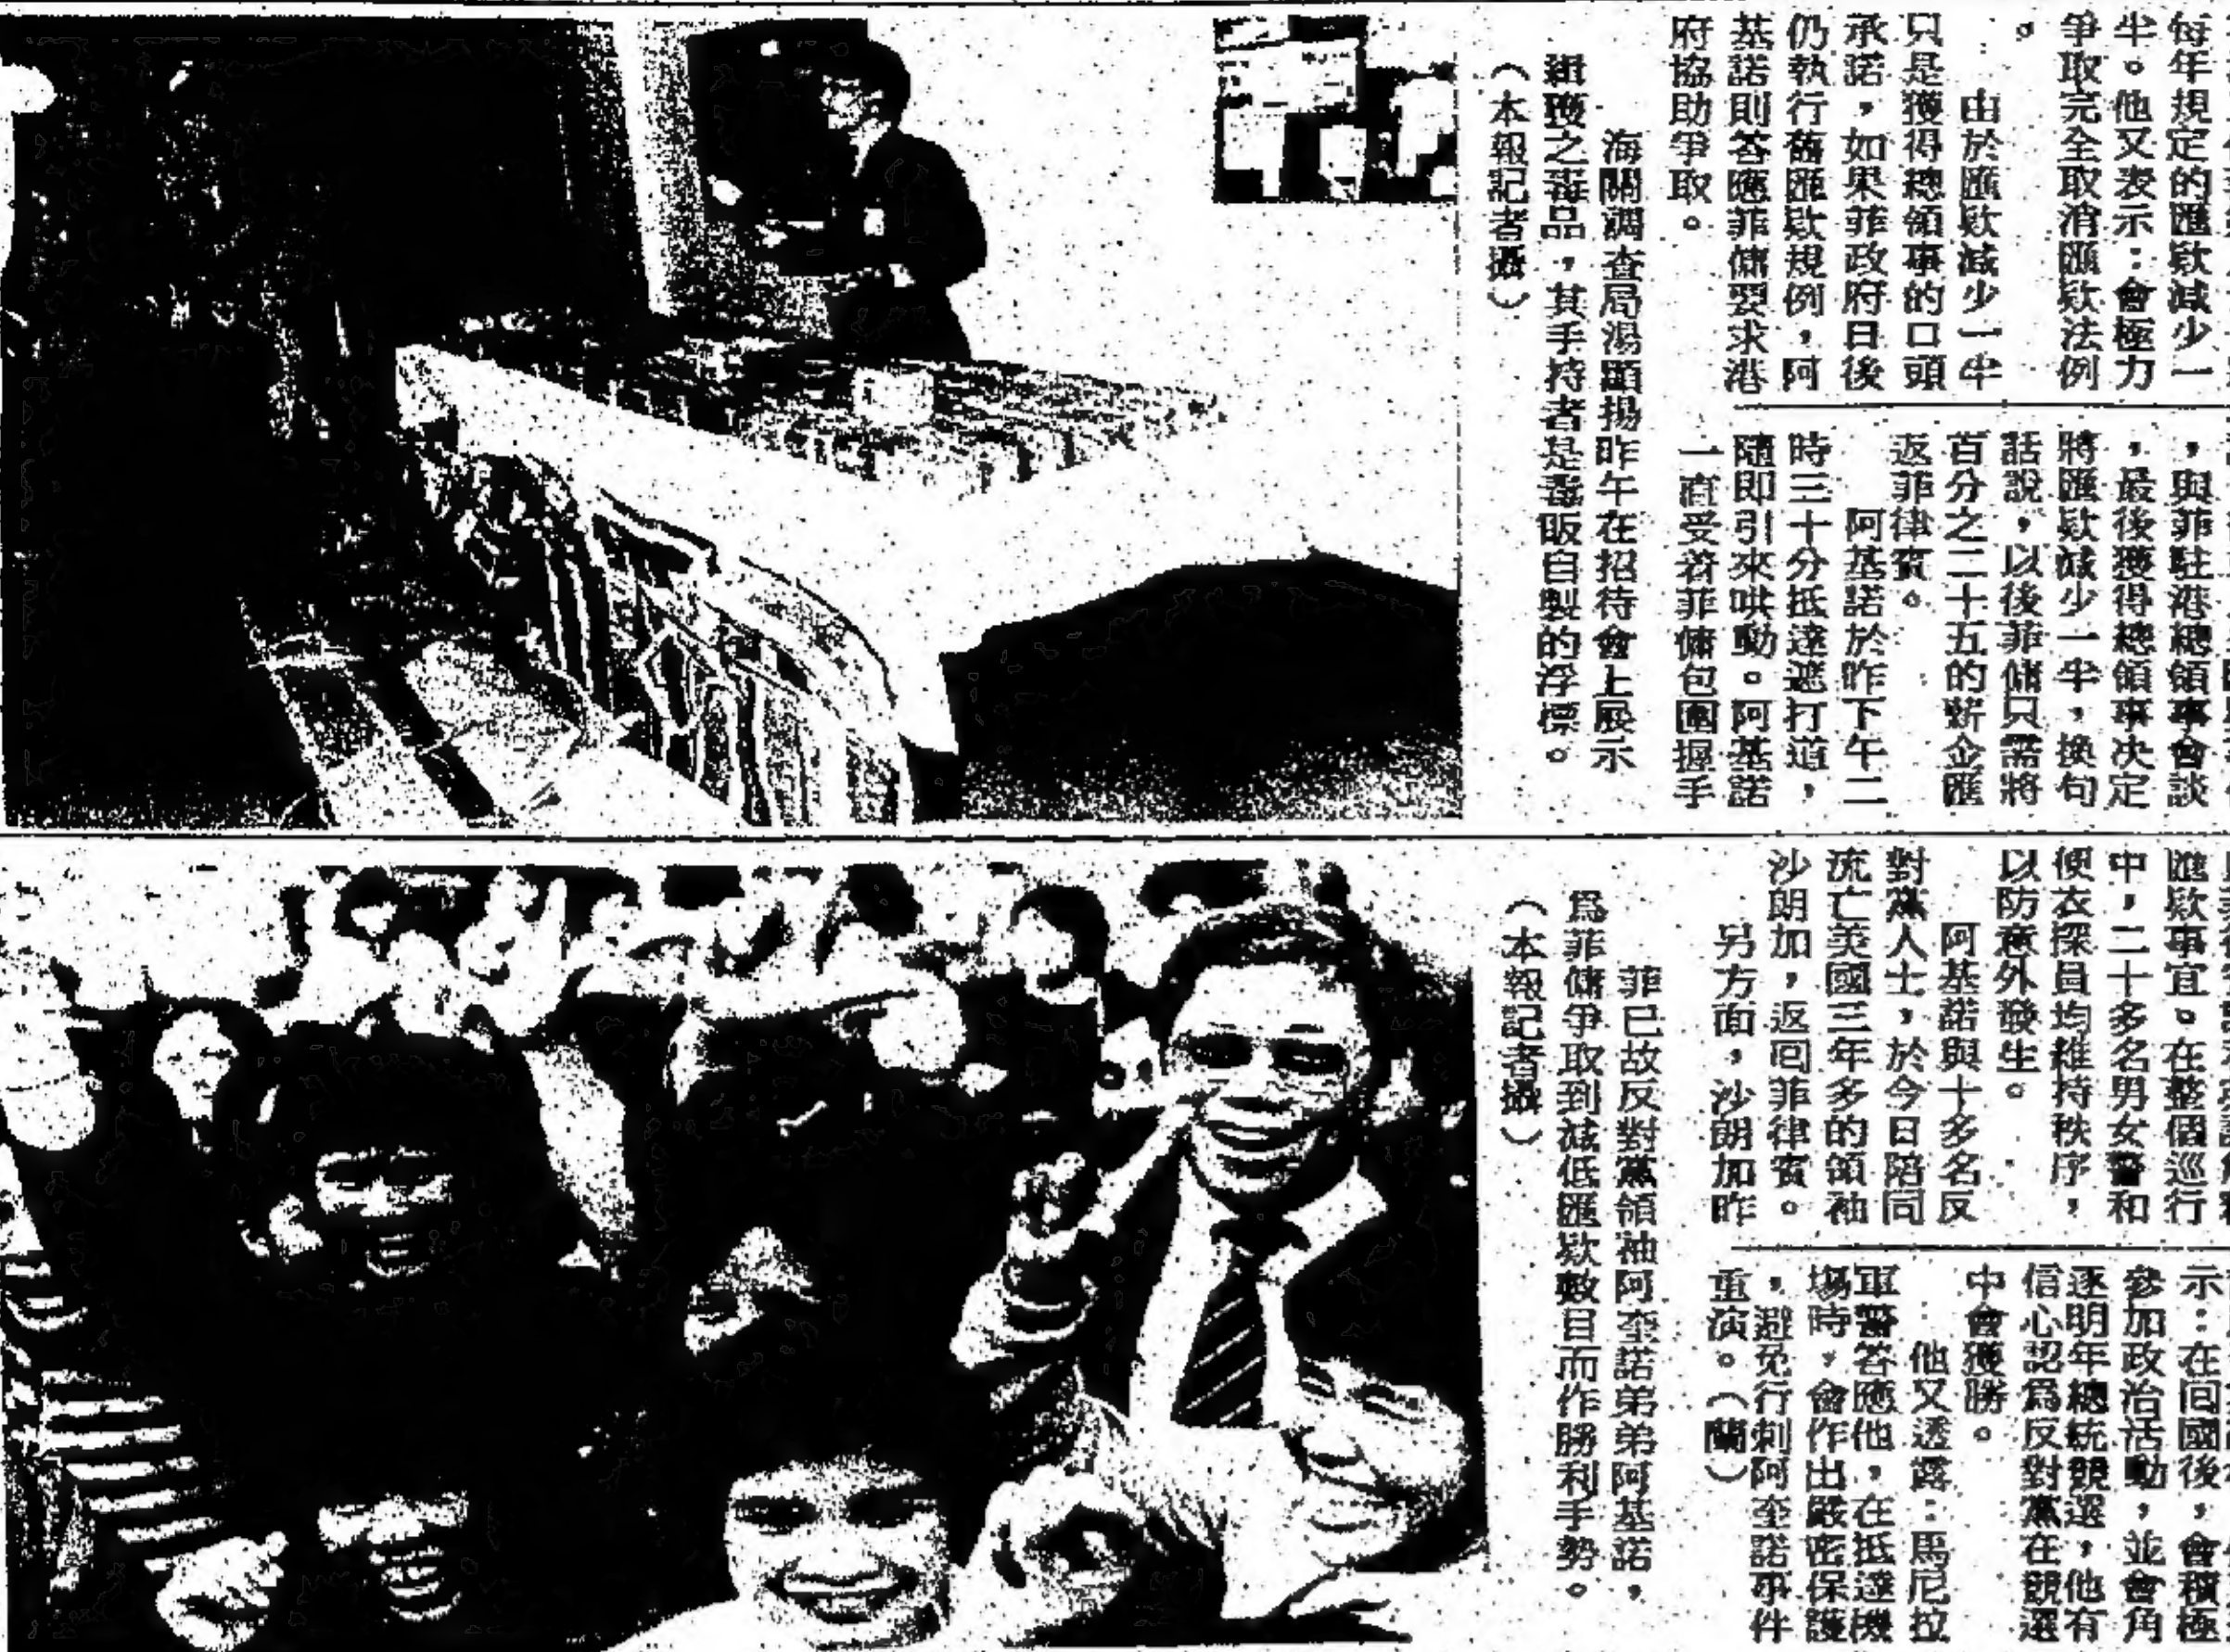 每年規定的匯欵減少一
半。他又表示：會極力
爭取完全取消匯欵法例
。
由於匯欵減少一半
只是獲得總領事的口頭
承諾，如果菲政府日後
仍執行舊匯欵規例，阿
基諾則答應菲傭要求港
府協助爭取。
海關調查局湯顯揚昨午在招待會上展示
緝獲之毒品，其手持者是毒販自製的浮標。
（本報記者攝）
，與菲駐港總領事會談
，最後獲得總領事決定
將匯欵減少一半，換句
話說，以後菲傭只需將
百分之二十五的薪金匯
返菲律賓。
阿基諾於昨下午二
時三十分抵達遮打道，
隨即引來哄動。阿基諾
一直受着菲傭包圍握手
匯欵事宜。在整個巡行
中，二十多名男女警和
便衣探員均維持秩序，
以防意外發生。
阿基諾與十多名反
對黨人士，於今日陪同
流亡美國三年多的領袖
沙朗加，返回菲律賓。
另方面，沙朗加昨
菲已故反對黨領袖阿奎諾弟弟阿基諾，
爲菲傭爭取到減低匯欵數目而作勝利手勢。
（本報記者攝）
示：在回國後，會積極
參加政治活動，並會角
逐明年總統競選，他有
信心認爲反對黨在競選
中會獲勝。
他又透露：馬尼拉
軍警答應他，在抵達機
場時，會作出嚴密保護
，避免行刺阿奎諾事件
重演。（蘭）